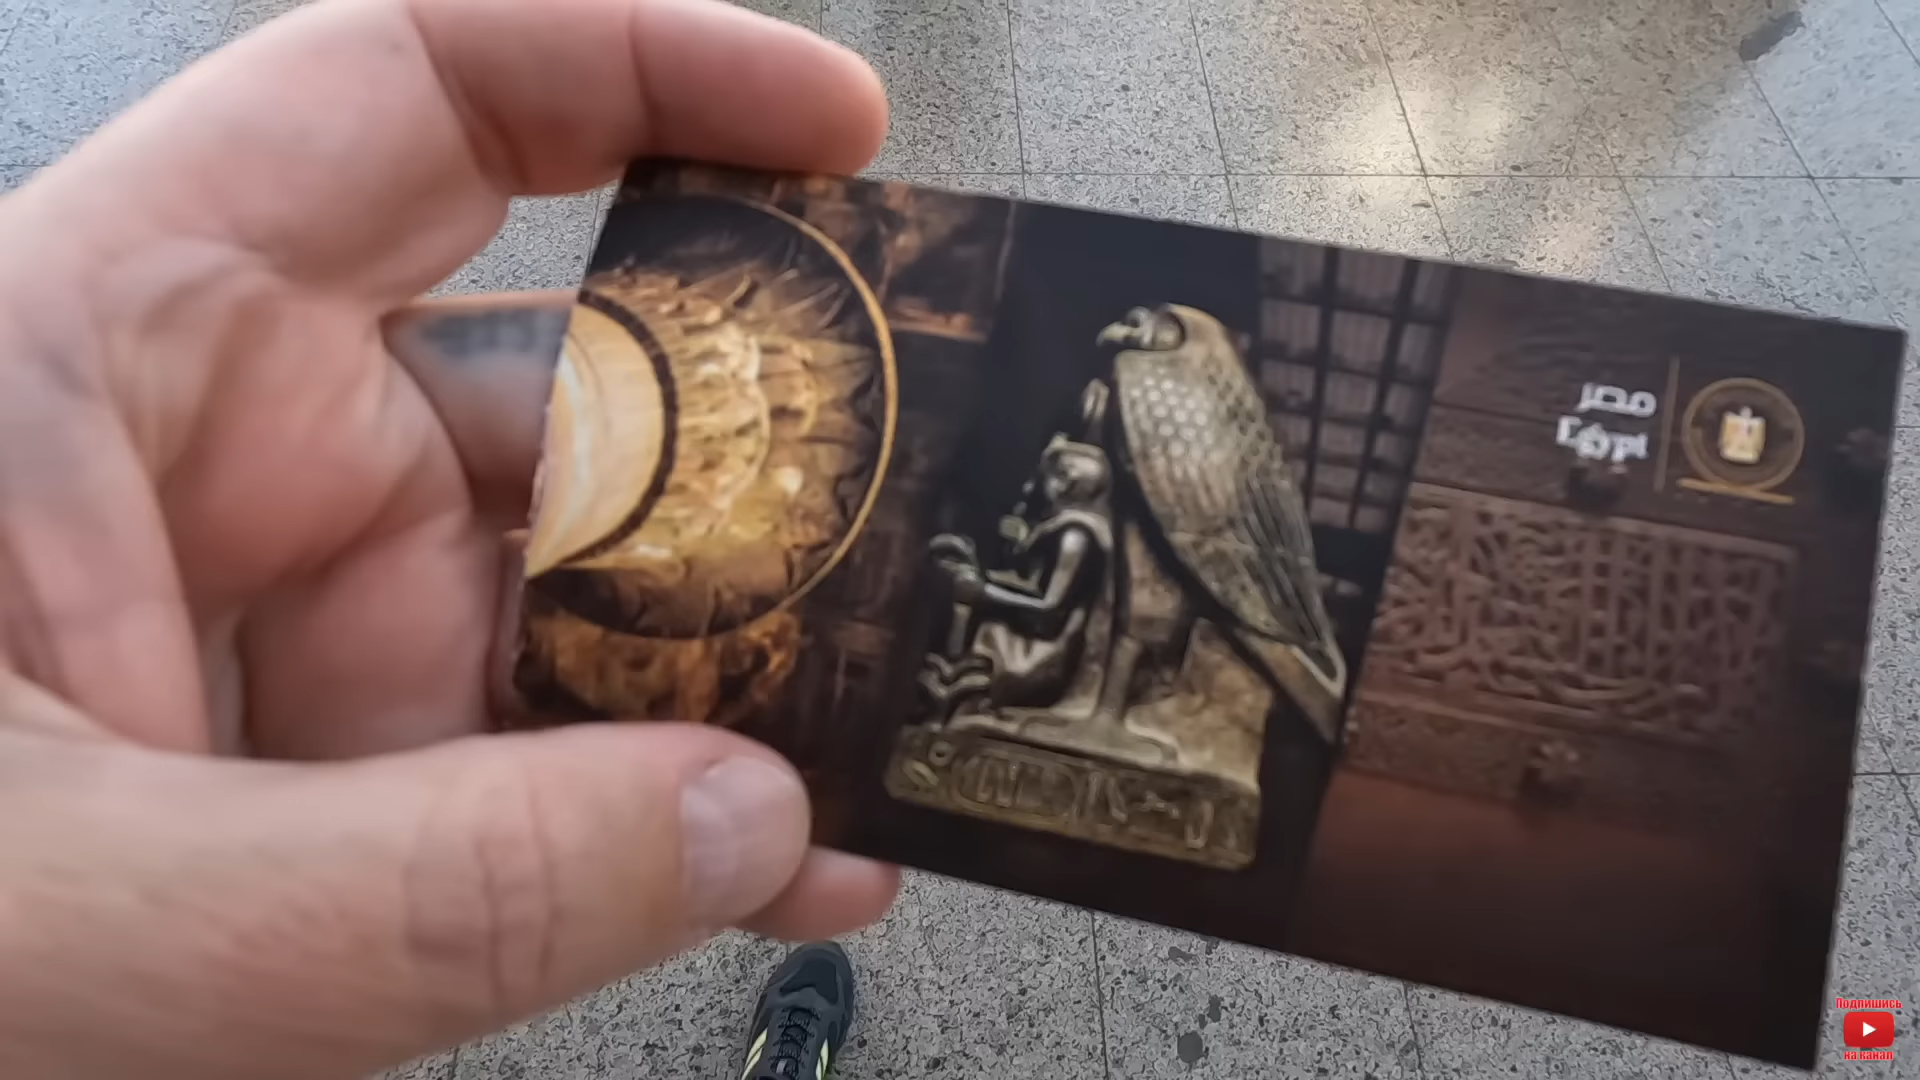 مصر
Egypt
Подпишись
на канал